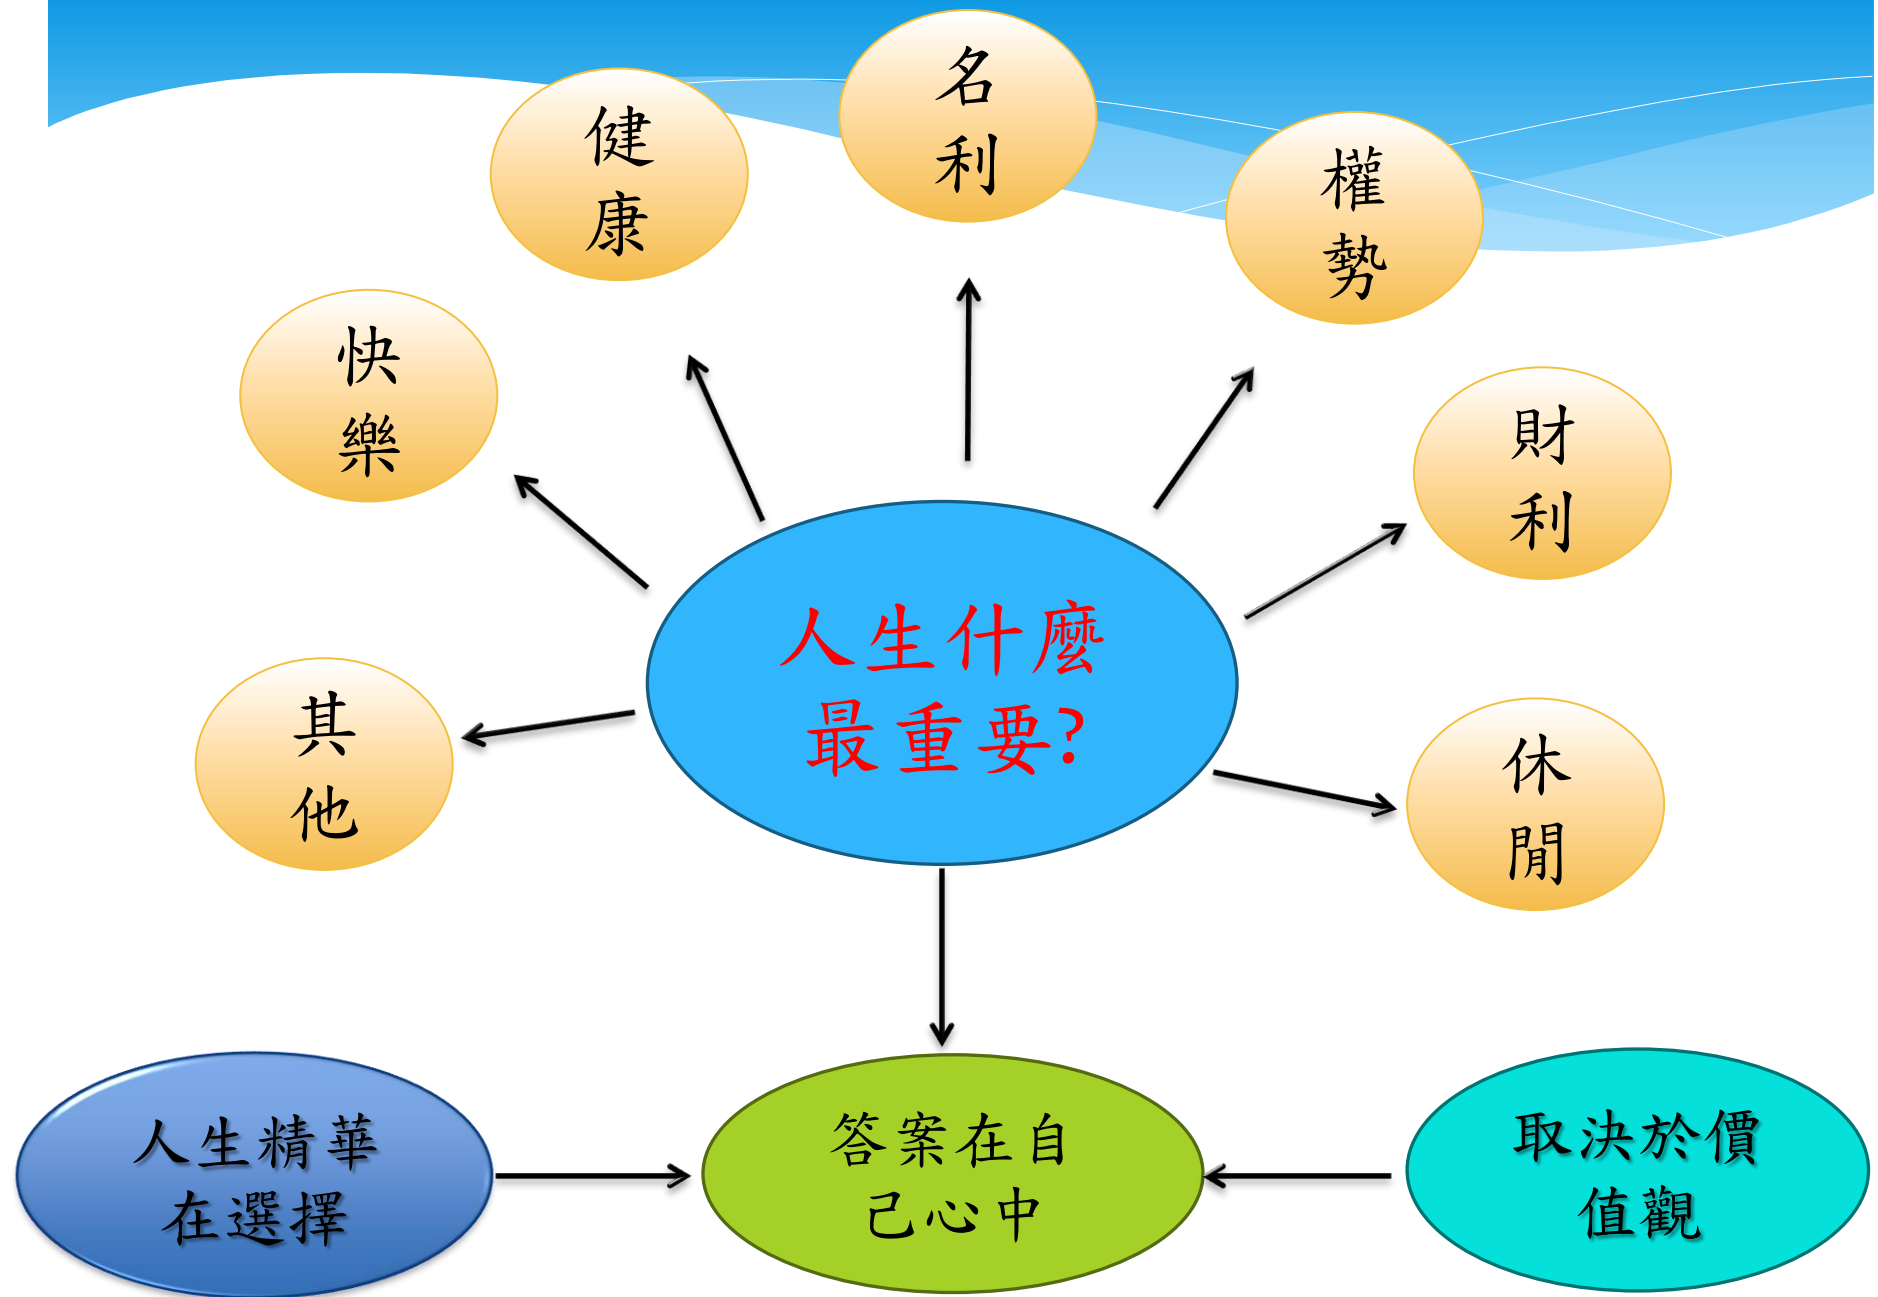 名
利
健
康
權
勢
快
樂
財
利
人生什麼
最重要?
其
他
休
閒
人生精華
在選擇
答案在自
己心中
取決於價
值觀